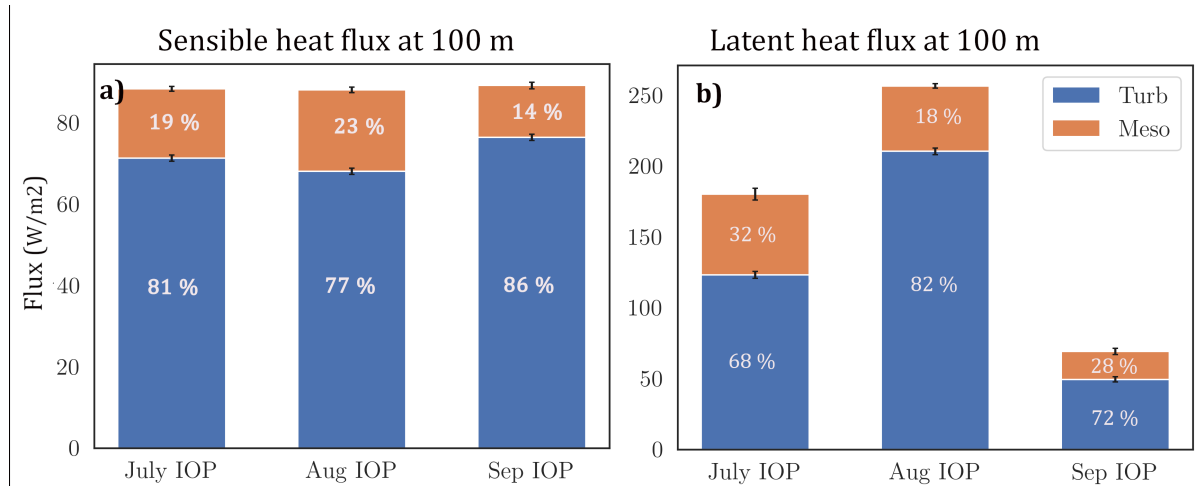 Sensible heat flux at 100 m
Latent heat flux at 100 m
a)
Flux (W/m2)
80
60
40
20
0
19 %
23 %
14 %
81 %
77 %
86 %
July IOP
Aug IOP
Sep IOP
b)
Turb
Meso
250
200
150
100
50
0
32 %
18 %
28 %
68 %
82 %
72 %
July IOP
Aug IOP
Sep IOP